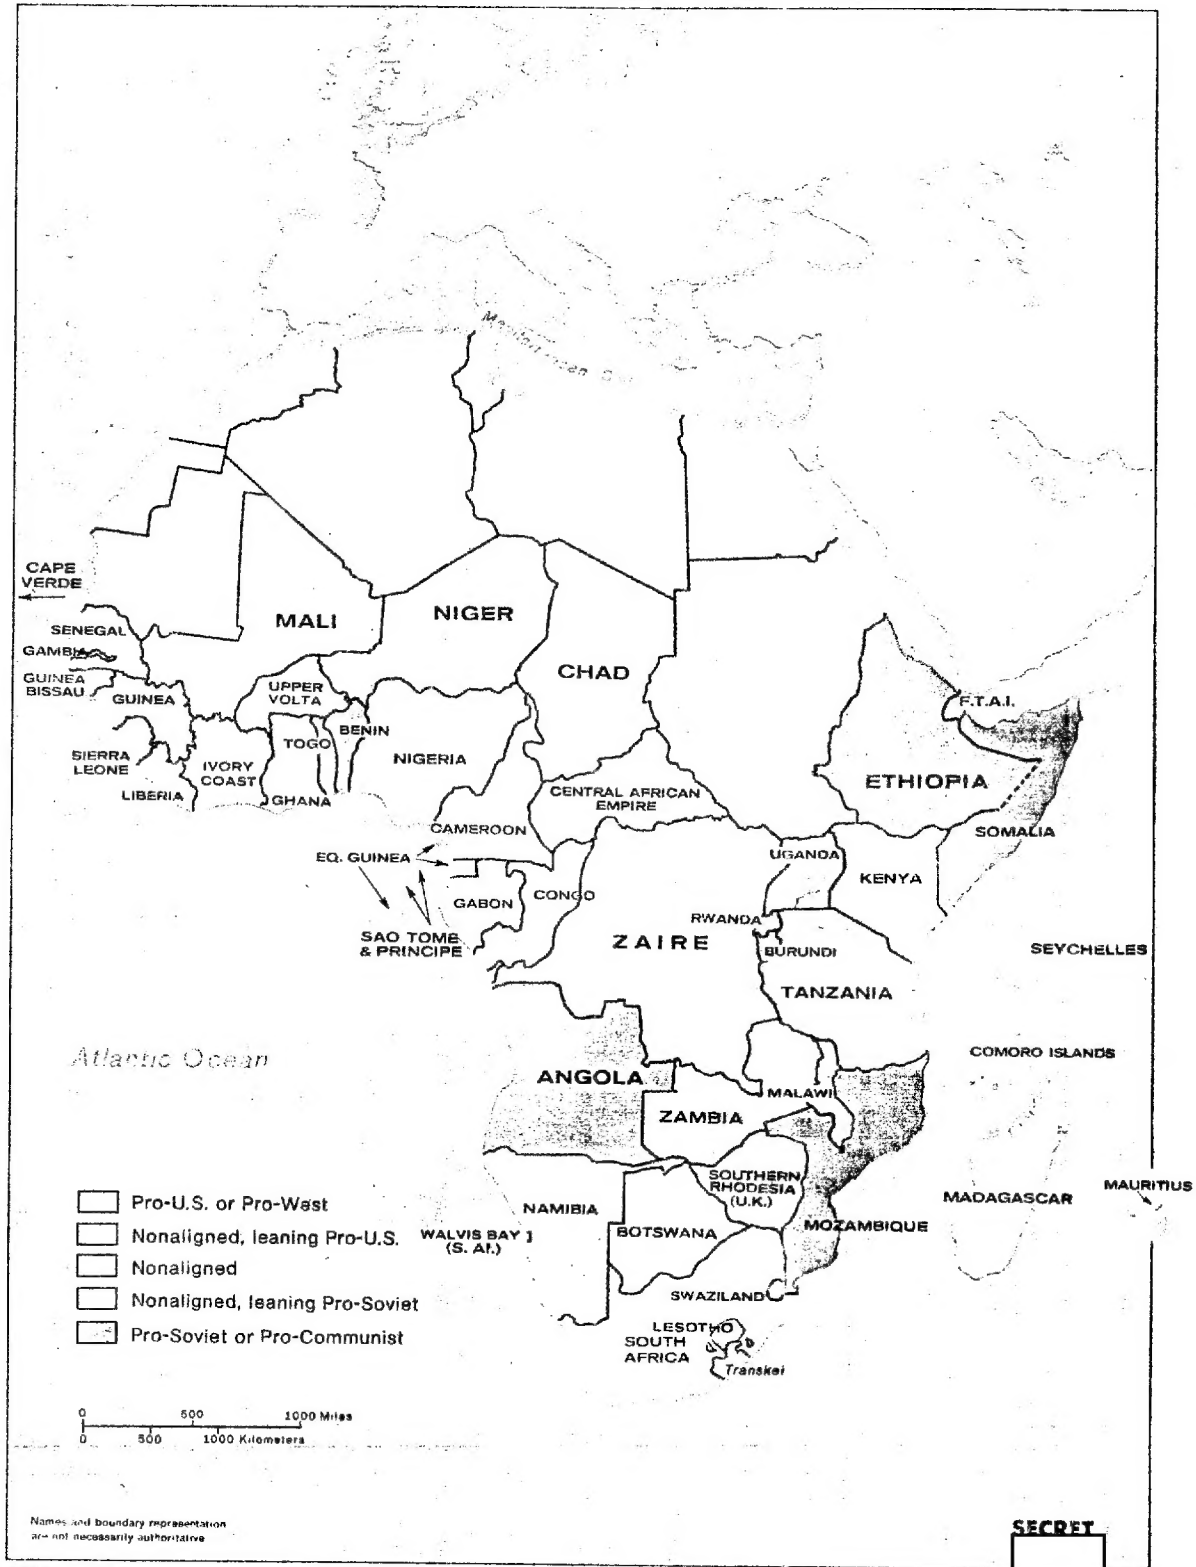 CAPE
VERDE
SENEGAL
GAMBIA
GUINEA
BISSAU
GUINEA
SIERRA
LEONE
LIBERIA
MALI
UPPER
VOLTA
IVORY
COAST
TOGO
GHANA
BENIN
NIGER
NIGERIA
CHAD
CENTRAL AFRICAN
EMPIRE
CAMEROON
EQ. GUINEA
GABON
CONGO
SAO TOME
& PRINCIPE
F.T.A.I.
ETHIOPIA
SOMALIA
UGANDA
KENYA
RWANDA
BURUNDI
ZAIRE
TANZANIA
SEYCHELLES
COMORO ISLANDS
Atlantic Ocean
ANGOLA
ZAMBIA
MALAWI
SOUTHERN
RHODESIA
(U.K.)
MOZAMBIQUE
MADAGASCAR
MAURITIUS
NAMIBIA
WALVIS BAY
(S. Af.)
BOTSWANA
SWAZILAND
LESOTHO
SOUTH
AFRICA
Transkei
Pro-U.S. or Pro-West
Nonaligned, leaning Pro-U.S.
Nonaligned
Nonaligned, leaning Pro-Soviet
Pro-Soviet or Pro-Communist
0 500 1000 Miles
0 500 1000 Kilometers
Names and boundary representation
are not necessarily authoritative
SECRET